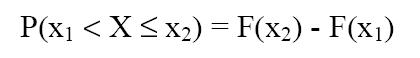 P(x₁ < X ≤ x₂) = F(x₂) - F(x₁)